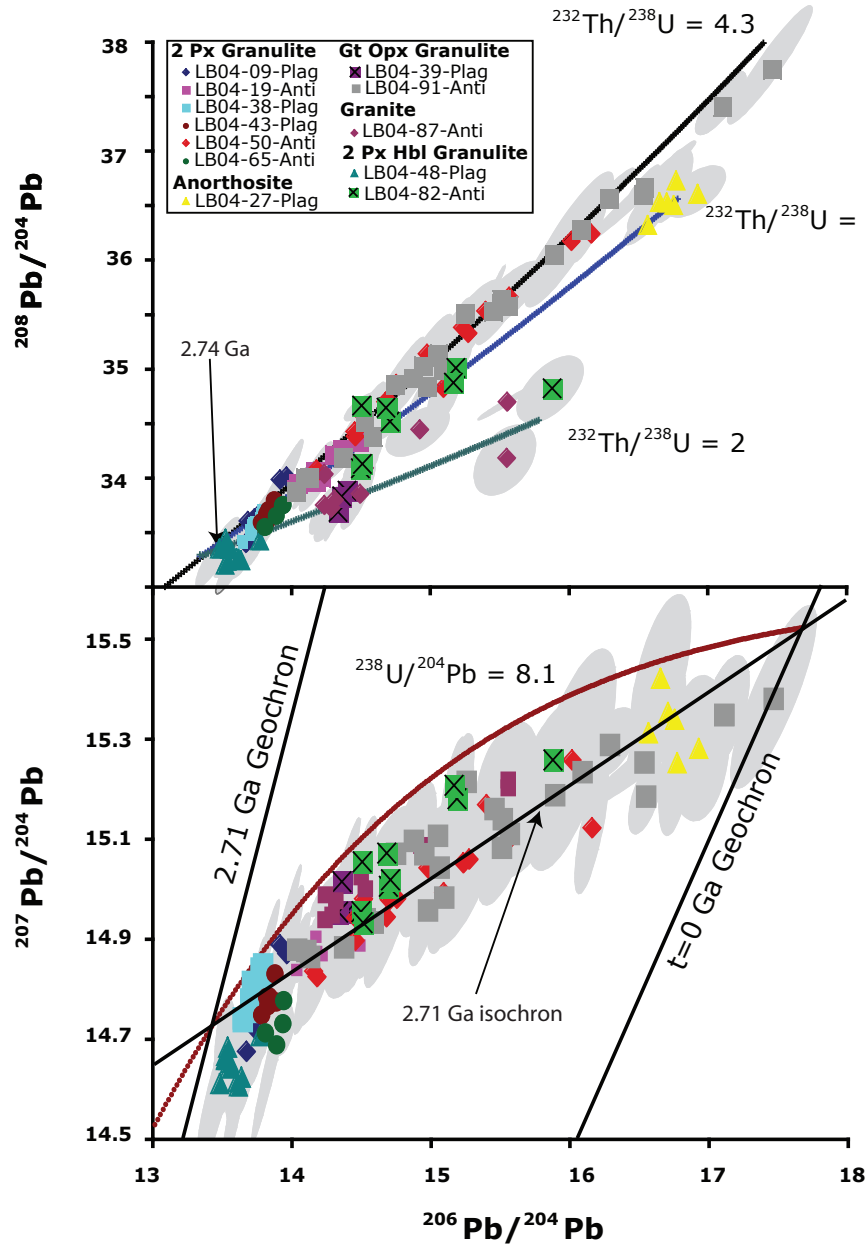 232Th/238U = 4.3
38
37
36
35
34
208Pb/204Pb
2 Px Granulite
LB04-09-Plag
LB04-19-Anti
LB04-38-Plag
LB04-43-Plag
LB04-50-Anti
LB04-65-Anti
Anorthosite
LB04-27-Plag
Gt Opx Granulite
LB04-39-Plag
LB04-91-Anti
Granite
LB04-87-Anti
2 Px Hbl Granulite
LB04-48-Plag
LB04-82-Anti
232Th/238U =
2.74 Ga
232Th/238U = 2
15.5
15.3
15.1
14.9
14.7
14.5
207Pb/204Pb
2.71 Ga Geochron
238U/204Pb = 8.1
2.71 Ga isochron
t=0 Ga Geochron
13 14 15 16 17 18
206Pb/204Pb